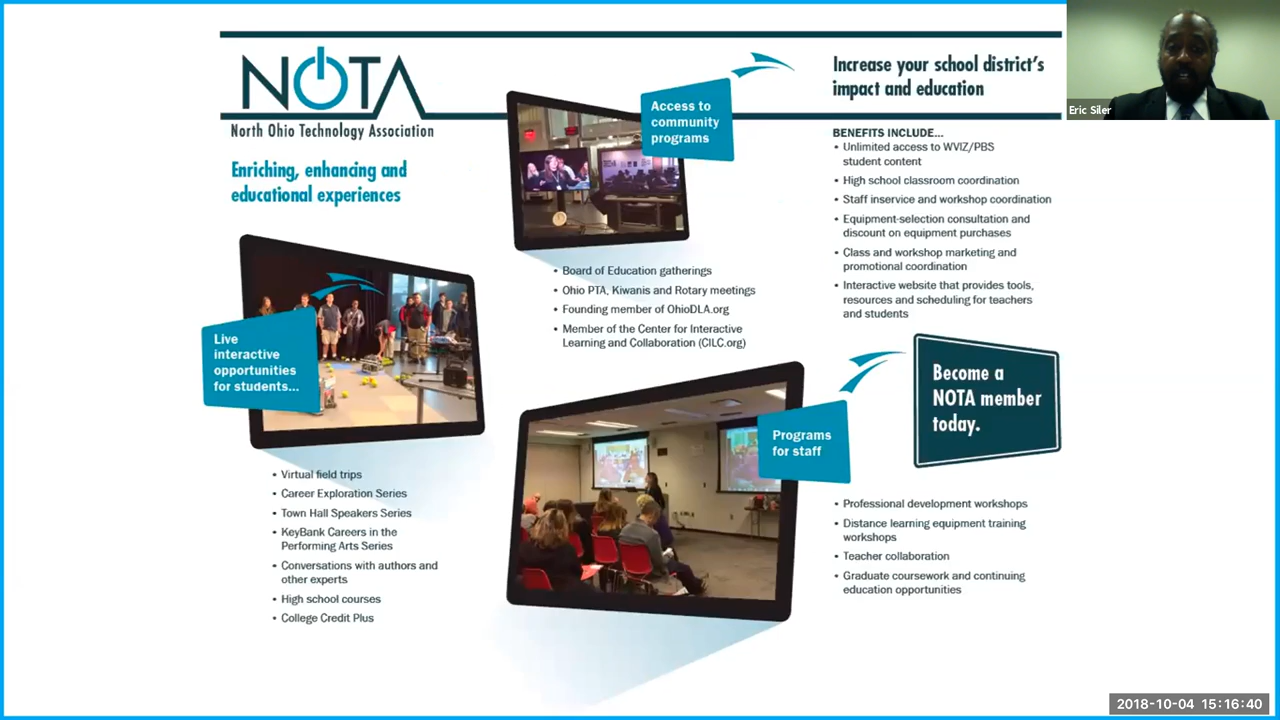 NOTA
North Ohio Technology Association
Enriching, enhancing and
educational experiences
Live
interactive
opportunities
for students...
• Virtual field trips
• Career Exploration Series
• Town Hall Speakers Series
• KeyBank Careers in the
Performing Arts Series
• Conversations with authors and
other experts
• High school courses
• College Credit Plus
Access to
community
programs
• Board of Education gatherings
• Ohio PTA, Kiwanis and Rotary meetings
• Founding member of OhioDLA.org
• Member of the Center for Interactive
Learning and Collaboration (CILC.org)
Increase your school district's
impact and education
BENEFITS INCLUDE...
• Unlimited access to WVIZ/PBS
student content
• High school classroom coordination
• Staff inservice and workshop coordination
• Equipment-selection consultation and
discount on equipment purchases
• Class and workshop marketing and
promotional coordination
• Interactive website that provides tools,
resources and scheduling for teachers
and students
Become a
NOTA member
today.
Programs
for staff
• Professional development workshops
• Distance learning equipment training
workshops
• Teacher collaboration
• Graduate coursework and continuing
education opportunities
Eric Siler
2018-10-04 15:16:40